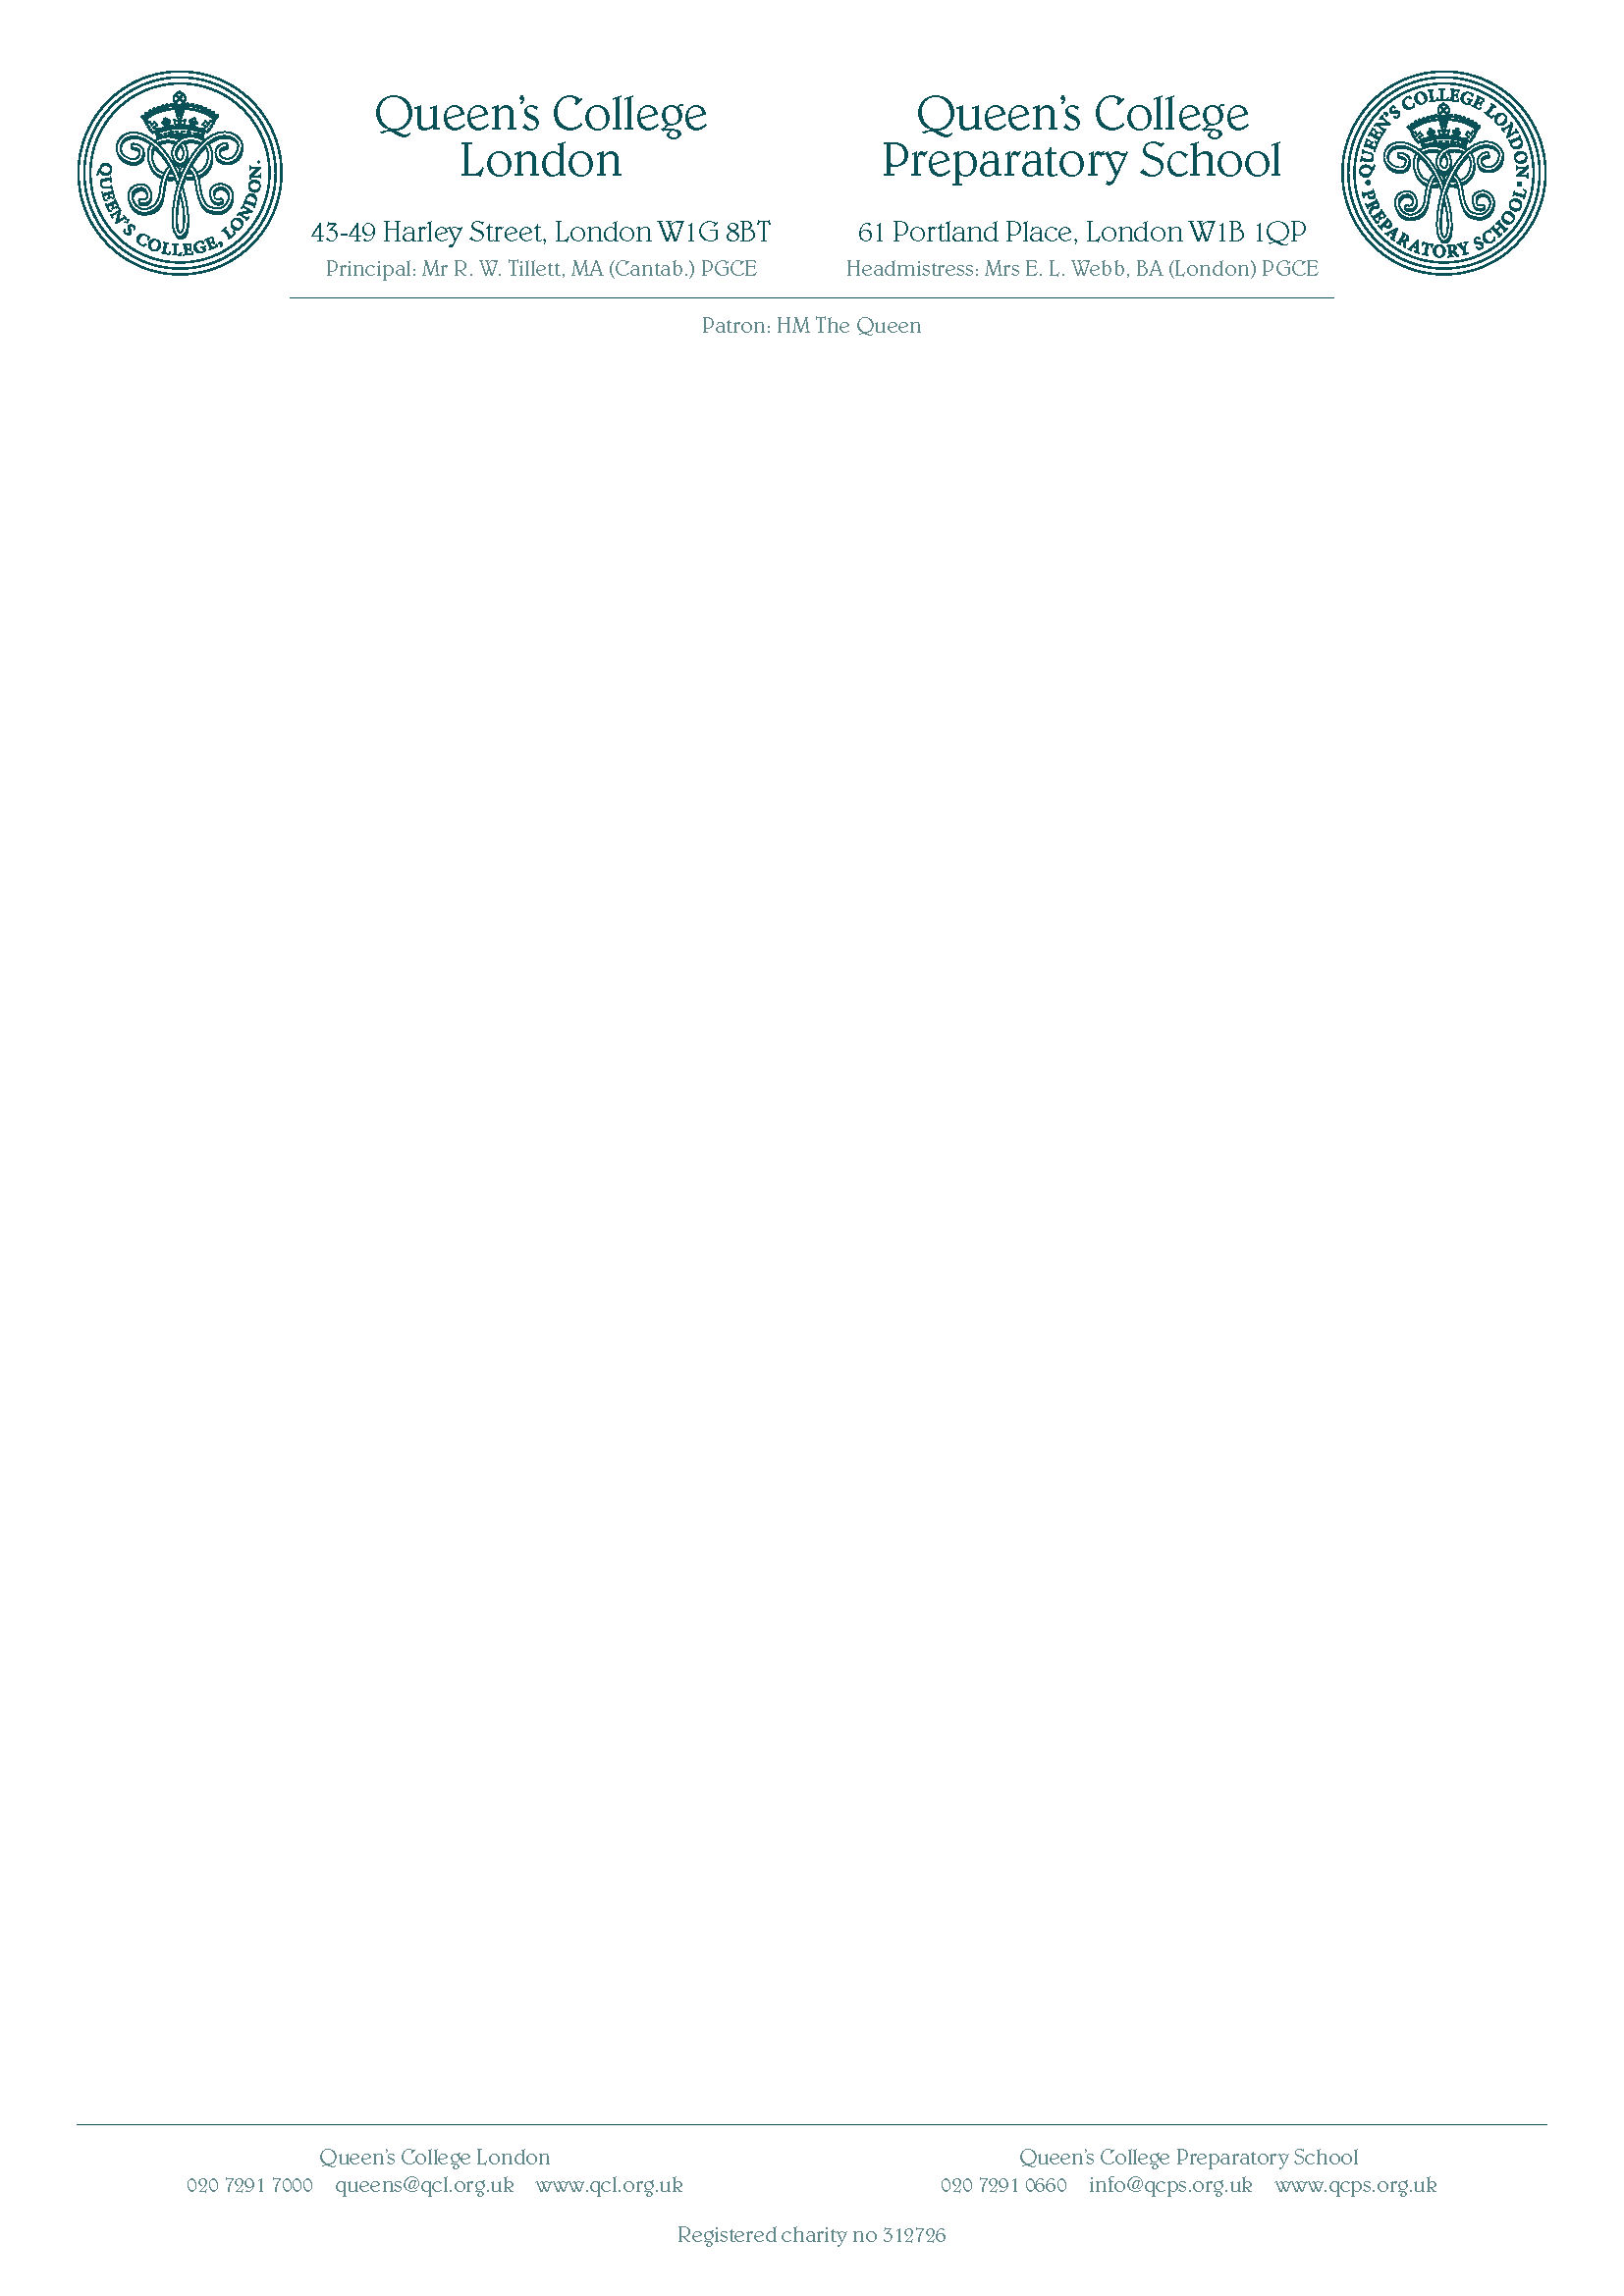 QUEEN'S COLLEGE, LONDON.
Queen's College
London
43-49 Harley Street, London W1G 8BT
Principal: Mr R. W. Tillett, MA (Cantab.) PGCE
Queen's College
Preparatory School
61 Portland Place, London W1B 1QP
Headmistress: Mrs E. L. Webb, BA (London) PGCE
•QUEEN'S COLLEGE LONDON•
PREPARATORY SCHOOL
Patron: HM The Queen
Queen's College London
020 7291 7000 queens@qcl.org.uk www.qcl.org.uk
Queen's College Preparatory School
020 7291 0660 info@qcps.org.uk www.qcps.org.uk
Registered charity no 312726